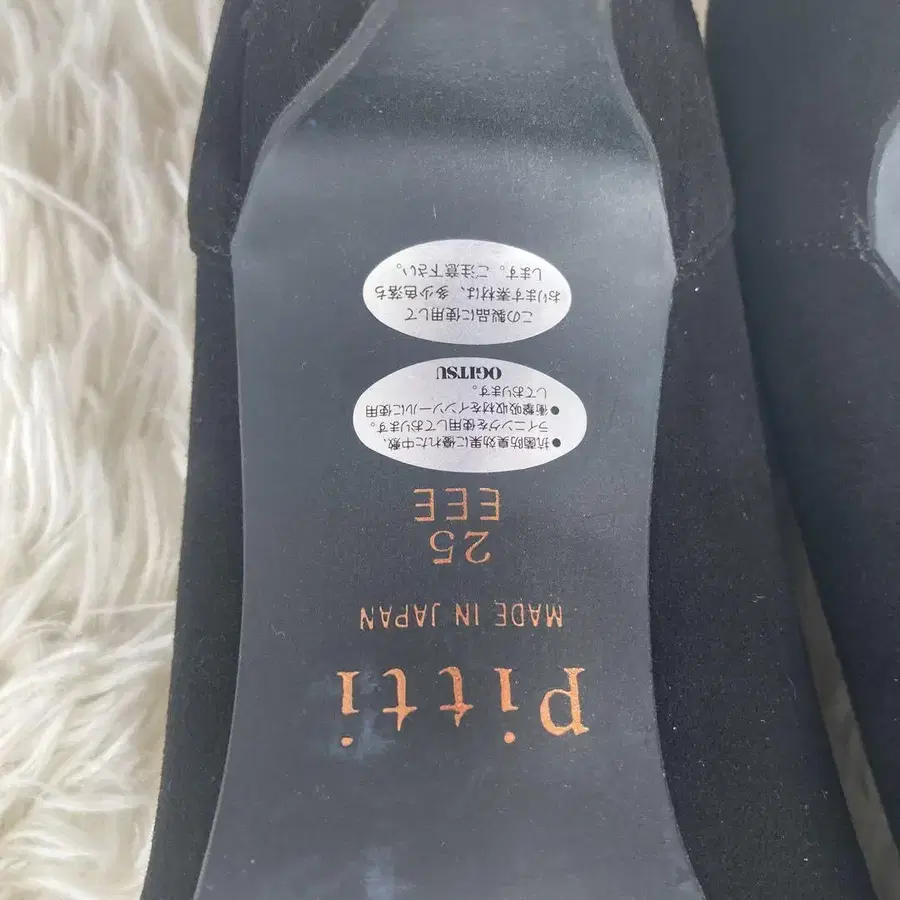 Pitti
MADE IN JAPAN
25
EEE
●抗菌防臭効果に優れた中敷、
ライニングを使用しております。
●衝撃吸収材をインソールに使用
しております。
OGITSU
この製品に使用して
おります素材は、多少色落ち
します。ご注意下さい。